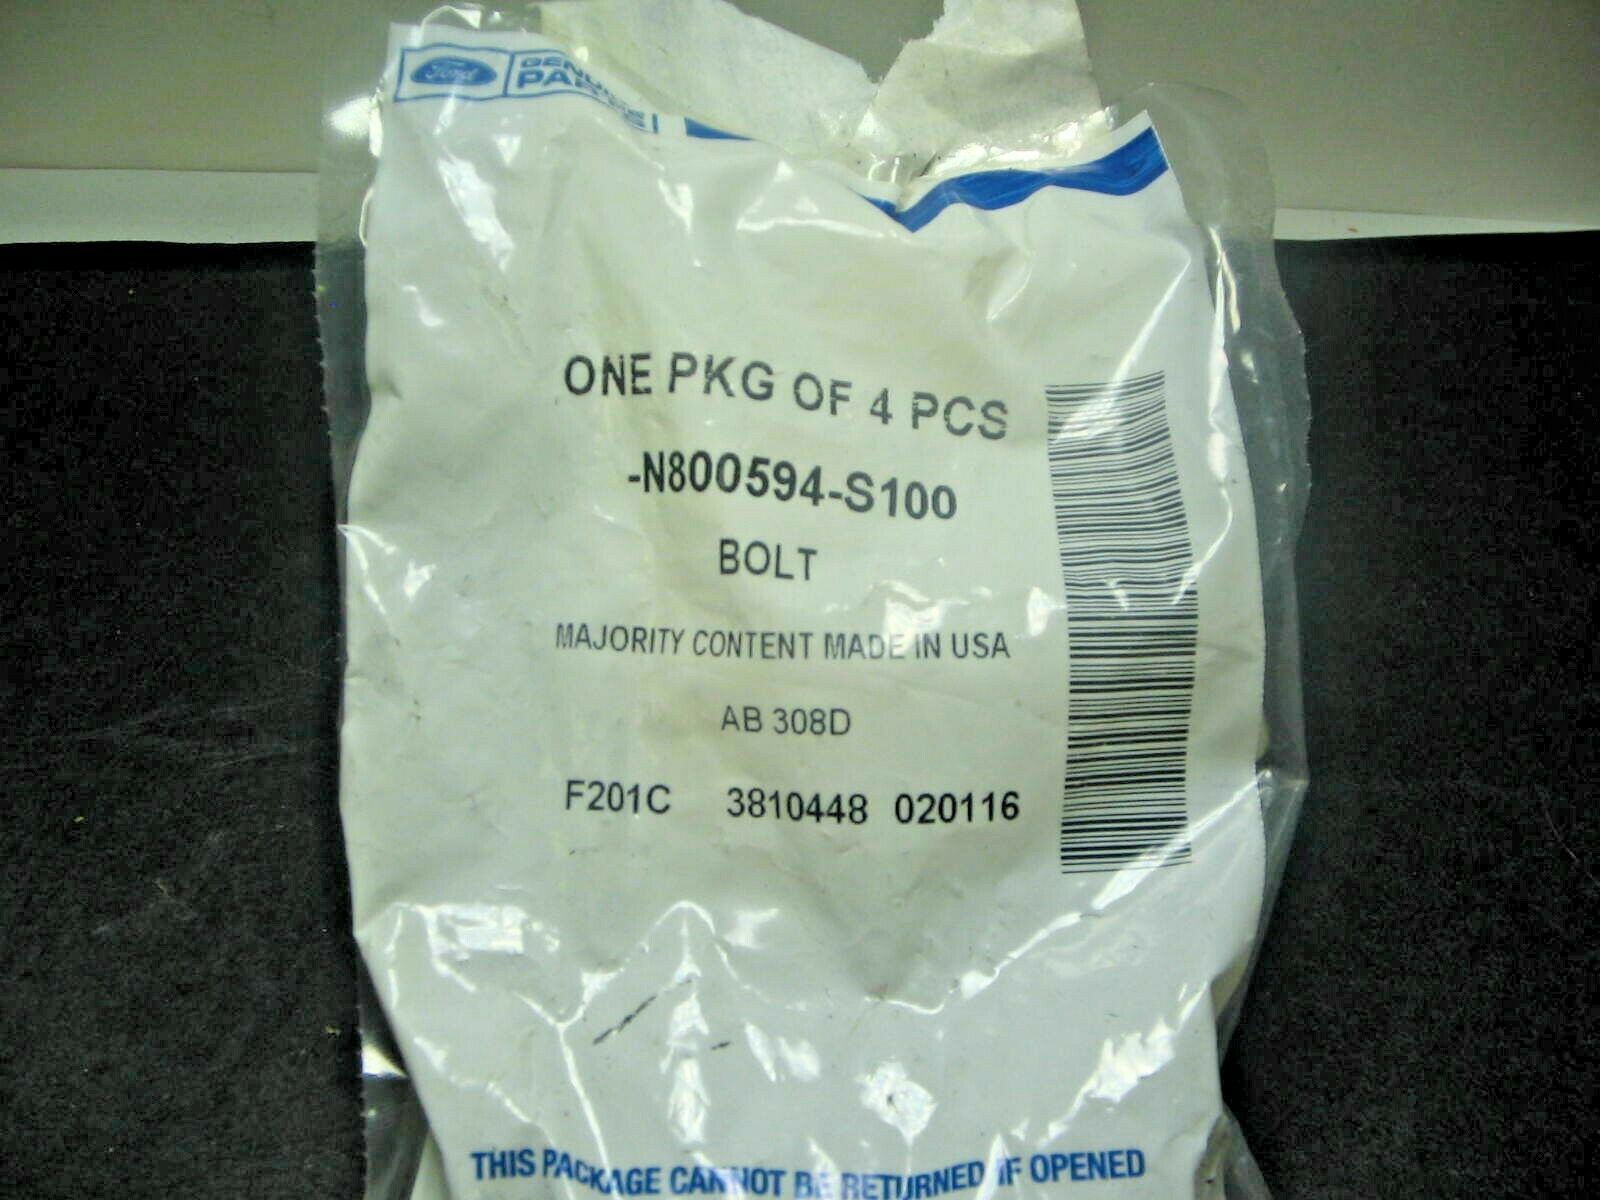 Ford GENUINE
PARTS
ONE PKG OF 4 PCS
-N800594-S100
BOLT
MAJORITY CONTENT MADE IN USA
AB 308D
F201C 3810448 020116
THIS PACKAGE CANNOT BE RETURNED IF OPENED